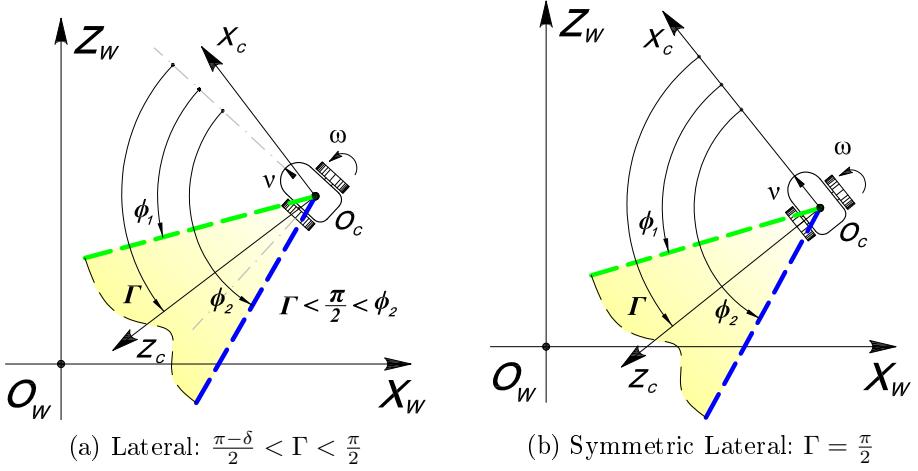 Z_W
X_c
ω
ν
O_c
ϕ_1
Γ
ϕ_2
Γ < π/2 < ϕ_2
Z_c
O_W
X_W
(a) Lateral: (π−δ)/2 < Γ < π/2
Z_W
X_c
ω
ν
O_c
ϕ_1
Γ
ϕ_2
Z_c
O_W
X_W
(b) Symmetric Lateral: Γ = π/2